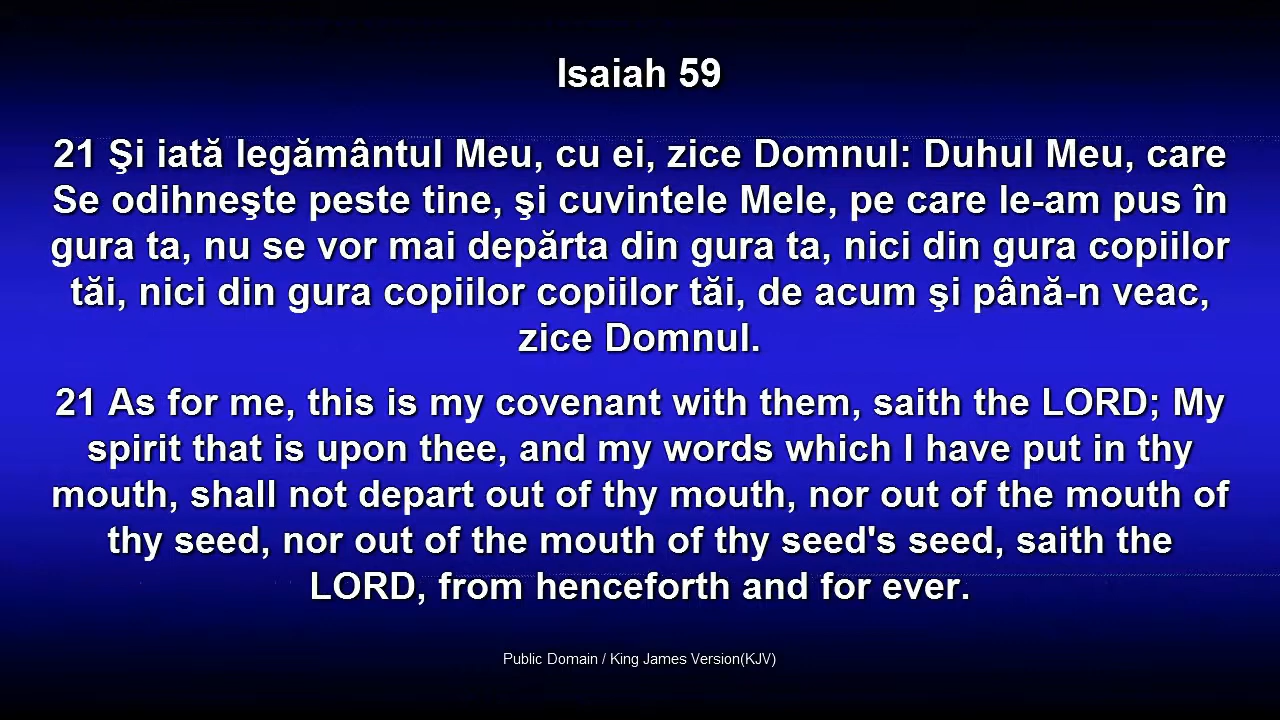 Isaiah 59
21 Şi iată legământul Meu, cu ei, zice Domnul: Duhul Meu, care
Se odihneşte peste tine, şi cuvintele Mele, pe care le-am pus în
gura ta, nu se vor mai depărta din gura ta, nici din gura copiilor
tăi, nici din gura copiilor copiilor tăi, de acum şi până-n veac,
zice Domnul.
21 As for me, this is my covenant with them, saith the LORD; My
spirit that is upon thee, and my words which I have put in thy
mouth, shall not depart out of thy mouth, nor out of the mouth of
thy seed, nor out of the mouth of thy seed's seed, saith the
LORD, from henceforth and for ever.
Public Domain / King James Version(KJV)